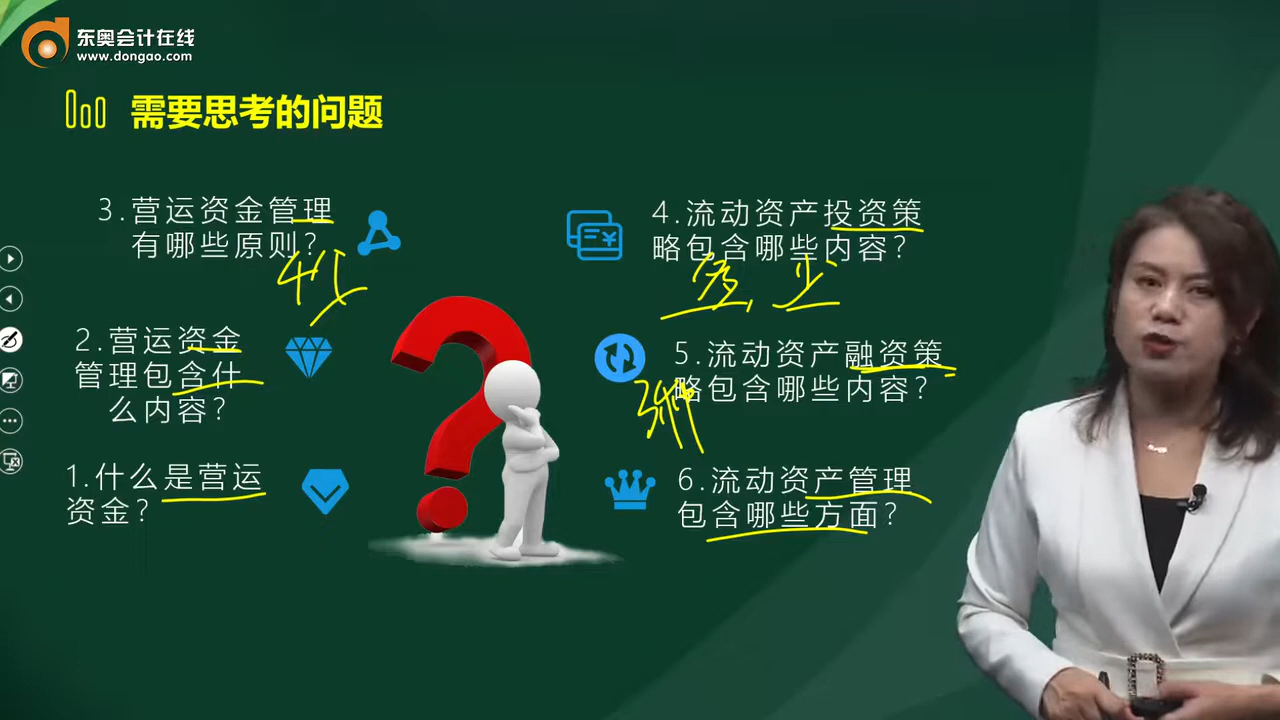 东奥会计在线
www.dongao.com
需要思考的问题
3.营运资金管理
有哪些原则?
2.营运资金
管理包含什
么内容?
1.什么是营运
资金?
4.流动资产投资策
略包含哪些内容?
5.流动资产融资策
略包含哪些内容?
3种
6.流动资产管理
包含哪些方面?